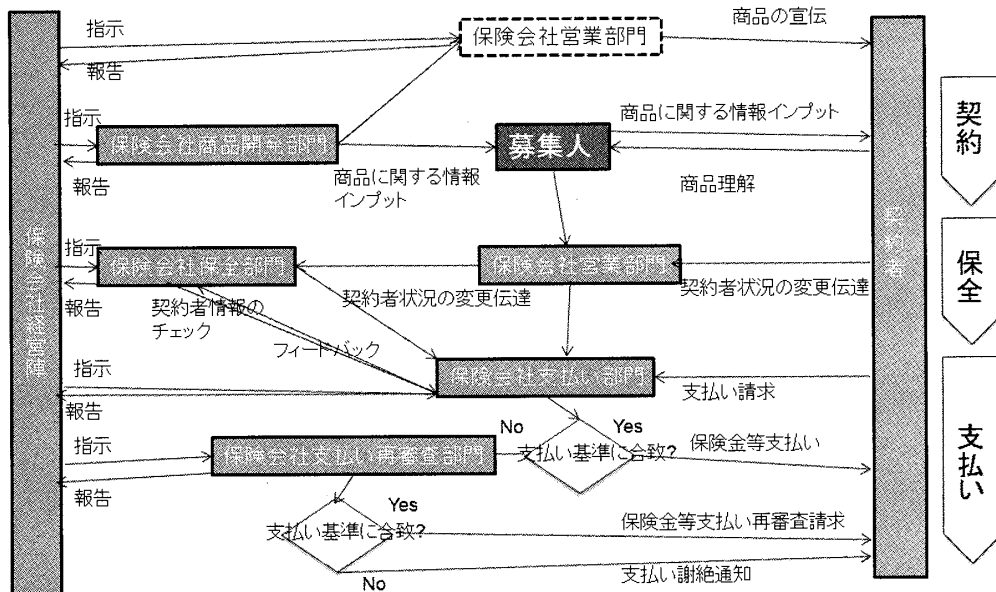 商品の宣伝
指示
保険会社営業部門
報告
契約
指示
商品に関する情報インプット
保険会社商品開発部門
募集人
報告
商品に関する情報
インプット
商品理解
保険会社経営陣
契約者
保全
指示
保険会社保全部門
保険会社営業部門
報告
契約者情報の
チェック
契約者状況の変更伝達
契約者状況の変更伝達
フィードバック
支払い
指示
保険会社支払い部門
報告
支払い請求
指示
No
Yes
保険会社支払い再審査部門
支払い基準に合致?
保険金等支払い
報告
Yes
支払い基準に合致?
保険金等支払い再審査請求
No
支払い謝絶通知